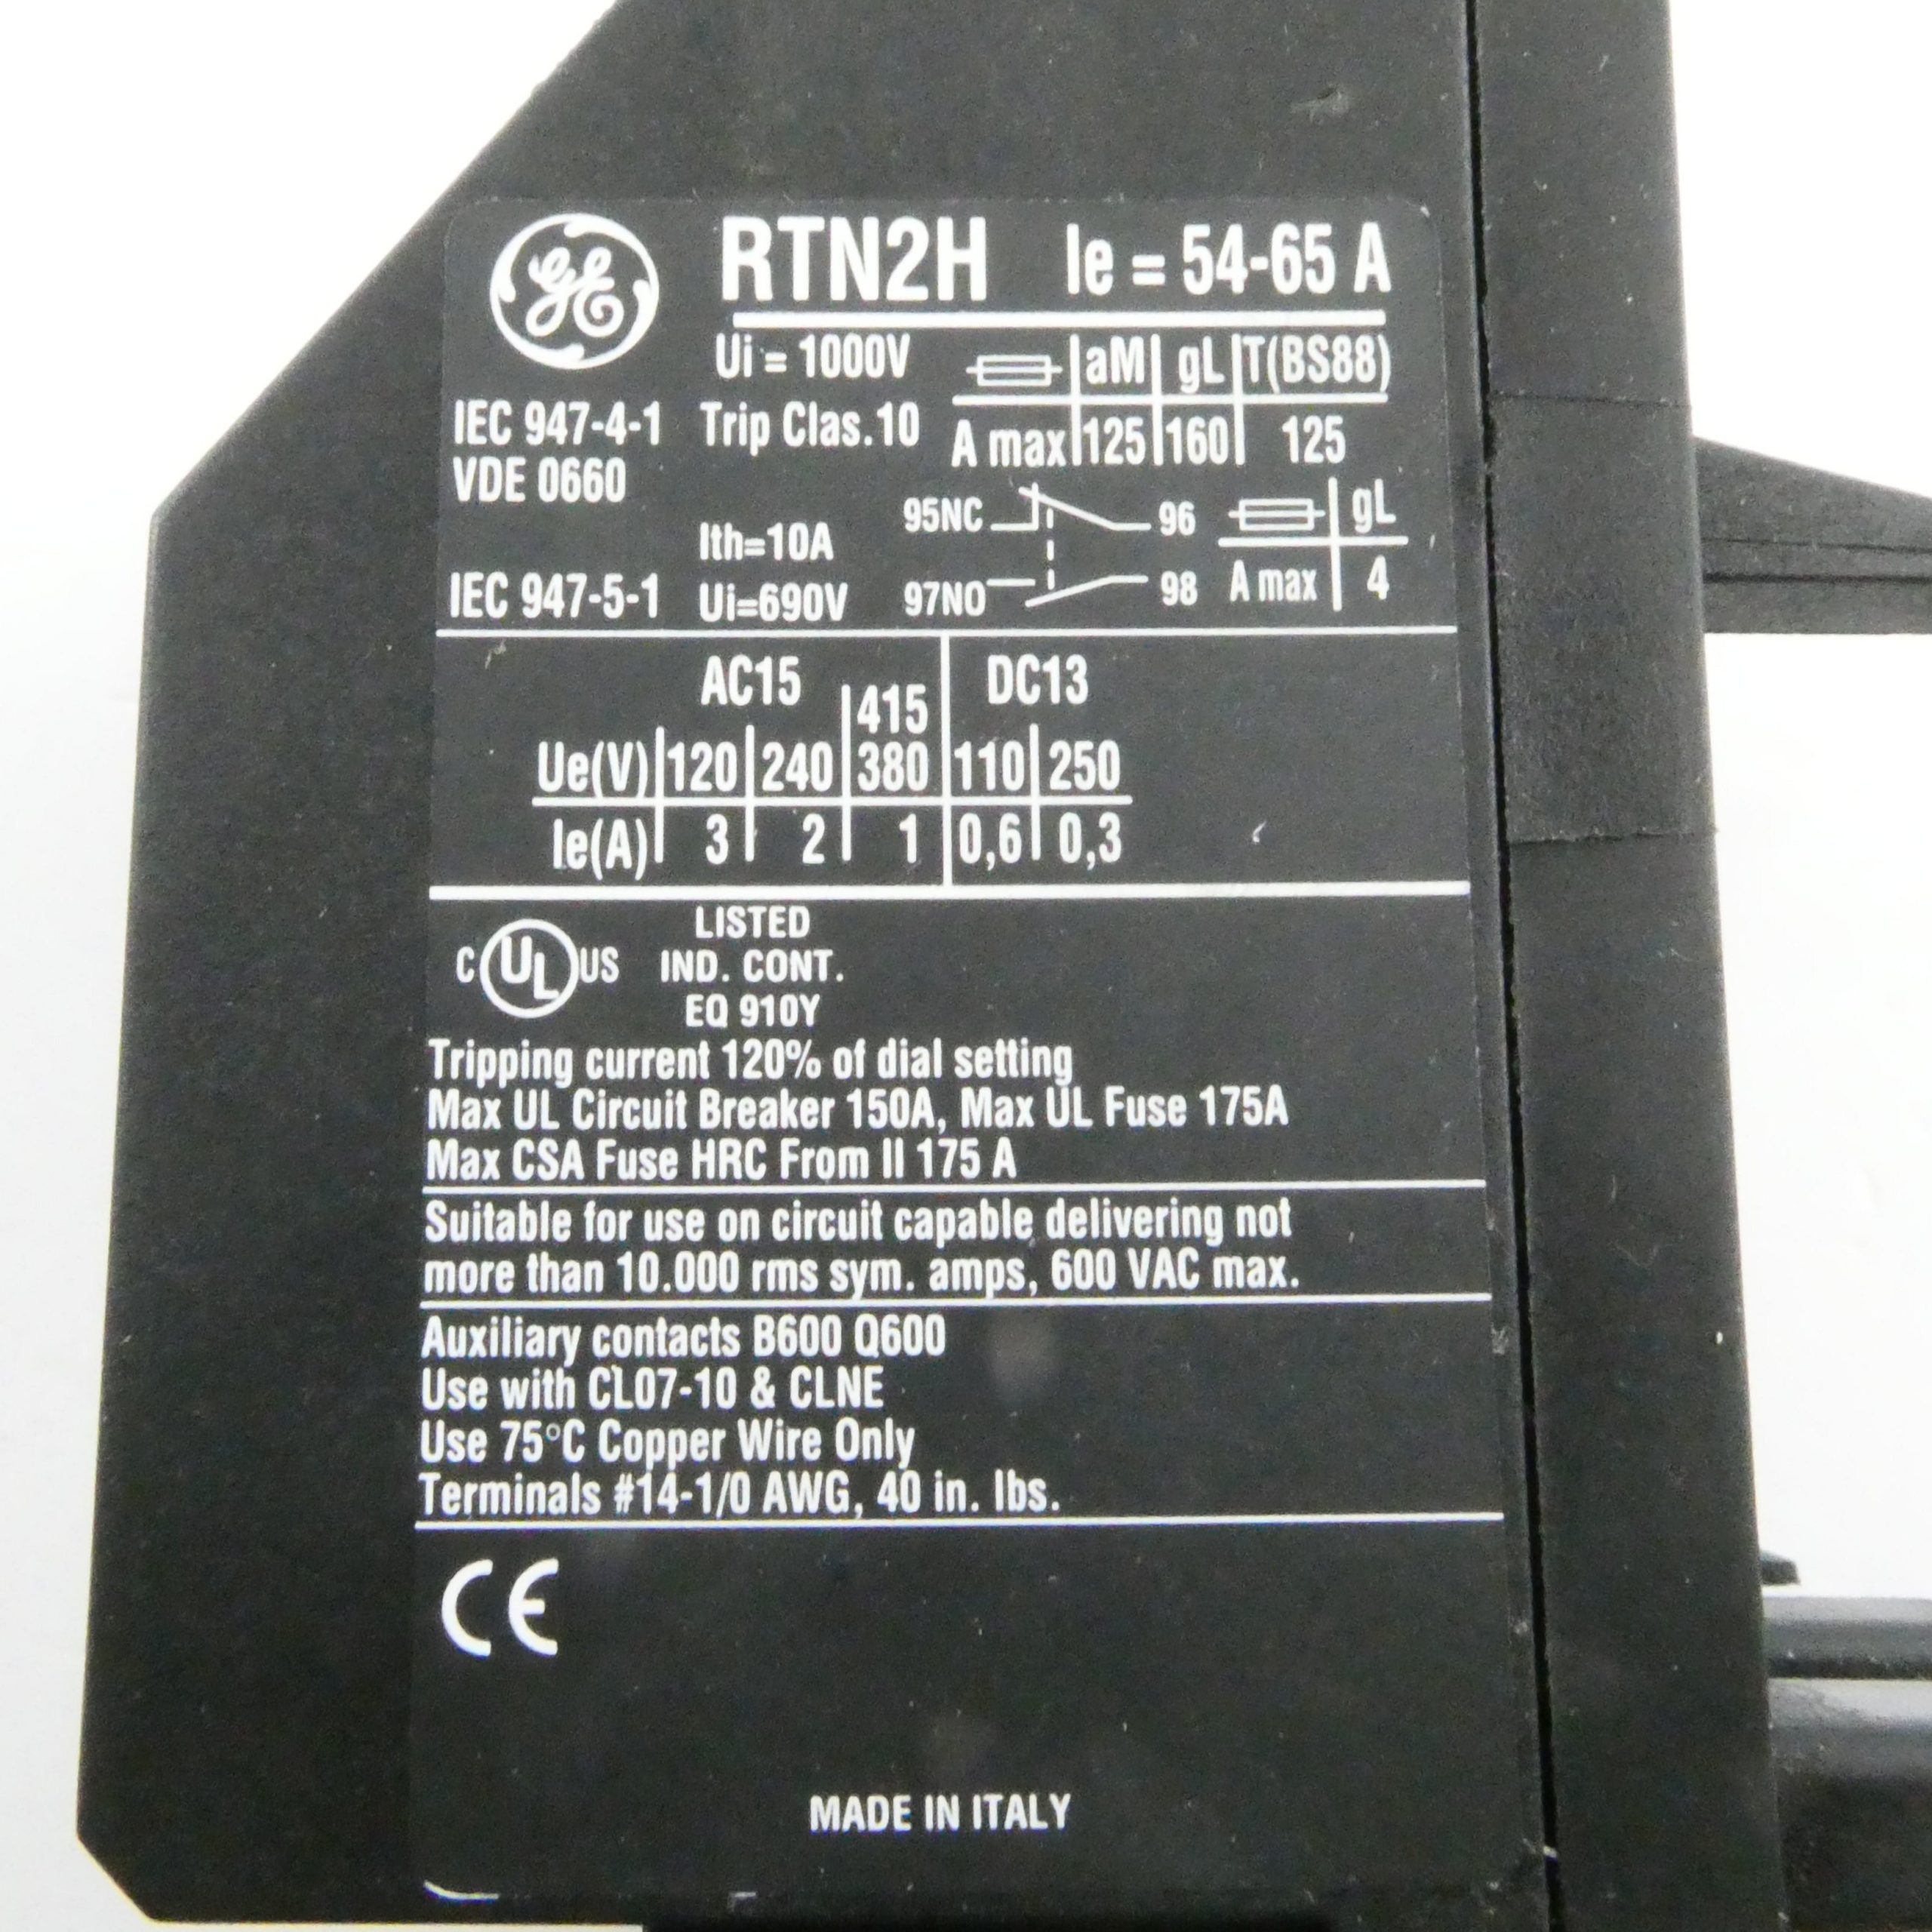 GE
RTN2H Ie = 54-65 A
Ui = 1000V aM gL T(BS88)
IEC 947-4-1 Trip Clas.10 A max 125 160 125
VDE 0660
95NC 96 gL
Ith=10A
IEC 947-5-1 Ui=690V 97NO 98 A max 4
AC15 DC13
415
Ue(V) 120 240 380 110 250
Ie(A) 3 2 1 0,6 0,3
LISTED
C UL US IND. CONT.
EQ 910Y
Tripping current 120% of dial setting
Max UL Circuit Breaker 150A, Max UL Fuse 175A
Max CSA Fuse HRC From II 175 A
Suitable for use on circuit capable delivering not
more than 10.000 rms sym. amps, 600 VAC max.
Auxiliary contacts B600 Q600
Use with CL07-10 & CLNE
Use 75°C Copper Wire Only
Terminals #14-1/0 AWG, 40 in. lbs.
CE
MADE IN ITALY